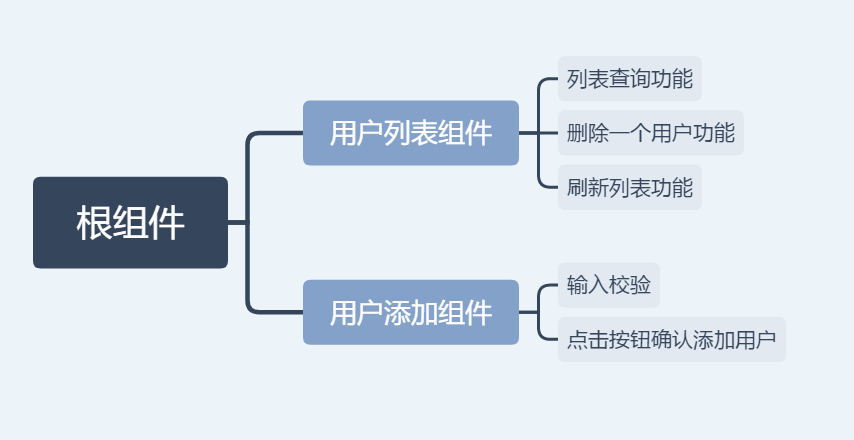 根组件
用户列表组件
列表查询功能
删除一个用户功能
刷新列表功能
用户添加组件
输入校验
点击按钮确认添加用户